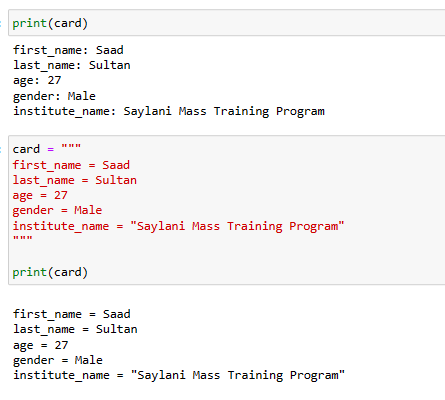 print(card)
first_name: Saad
last_name: Sultan
age: 27
gender: Male
institute_name: Saylani Mass Training Program
card = """
first_name = Saad
last_name = Sultan
age = 27
gender = Male
institute_name = "Saylani Mass Training Program"
"""
print(card)
first_name = Saad
last_name = Sultan
age = 27
gender = Male
institute_name = "Saylani Mass Training Program"